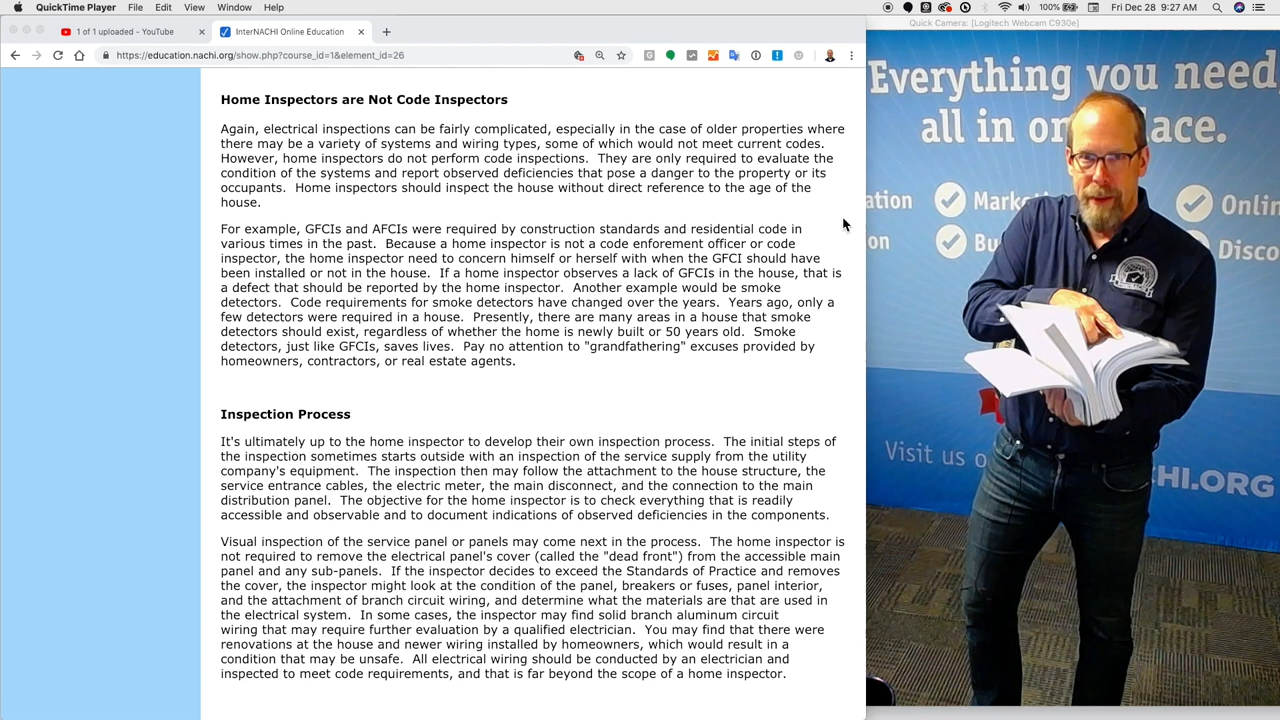 QuickTime Player File Edit View Window Help
100% Fri Dec 28 9:27 AM
Quick Camera: [Logitech Webcam C930e]
1 of 1 uploaded - YouTube
InterNACHI Online Education
https://education.nachi.org/show.php?course_id=1&element_id=26
Home Inspectors are Not Code Inspectors
Again, electrical inspections can be fairly complicated, especially in the case of older properties where
there may be a variety of systems and wiring types, some of which would not meet current codes.
However, home inspectors do not perform code inspections. They are only required to evaluate the
condition of the systems and report observed deficiencies that pose a danger to the property or its
occupants. Home inspectors should inspect the house without direct reference to the age of the
house.
For example, GFCIs and AFCIs were required by construction standards and residential code in
various times in the past. Because a home inspector is not a code enforement officer or code
inspector, the home inspector need to concern himself or herself with when the GFCI should have
been installed or not in the house. If a home inspector observes a lack of GFCIs in the house, that is
a defect that should be reported by the home inspector. Another example would be smoke
detectors. Code requirements for smoke detectors have changed over the years. Years ago, only a
few detectors were required in a house. Presently, there are many areas in a house that smoke
detectors should exist, regardless of whether the home is newly built or 50 years old. Smoke
detectors, just like GFCIs, saves lives. Pay no attention to "grandfathering" excuses provided by
homeowners, contractors, or real estate agents.
Inspection Process
It's ultimately up to the home inspector to develop their own inspection process. The initial steps of
the inspection sometimes starts outside with an inspection of the service supply from the utility
company's equipment. The inspection then may follow the attachment to the house structure, the
service entrance cables, the electric meter, the main disconnect, and the connection to the main
distribution panel. The objective for the home inspector is to check everything that is readily
accessible and observable and to document indications of observed deficiencies in the components.
Visual inspection of the service panel or panels may come next in the process. The home inspector is
not required to remove the electrical panel's cover (called the "dead front") from the accessible main
panel and any sub-panels. If the inspector decides to exceed the Standards of Practice and removes
the cover, the inspector might look at the condition of the panel, breakers or fuses, panel interior,
and the attachment of branch circuit wiring, and determine what the materials are that are used in
the electrical system. In some cases, the inspector may find solid branch aluminum circuit
wiring that may require further evaluation by a qualified electrician. You may find that there were
renovations at the house and newer wiring installed by homeowners, which would result in a
condition that may be unsafe. All electrical wiring should be conducted by an electrician and
inspected to meet code requirements, and that is far beyond the scope of a home inspector.
Everything you need,
all in on lace.
ation Marke Onlin
on Bu Disco
Visit us o CHI.ORG